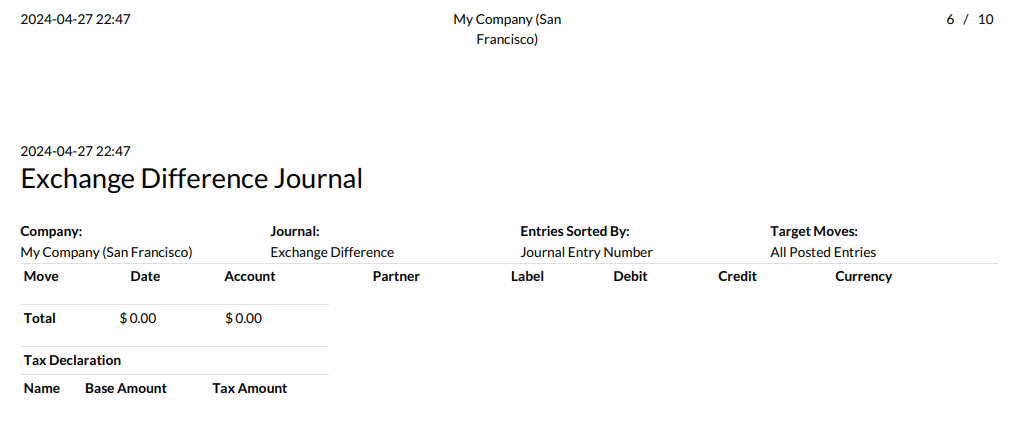 2024-04-27 22:47 My Company (San 6 / 10
Francisco)
2024-04-27 22:47
Exchange Difference Journal
Company: Journal: Entries Sorted By: Target Moves:
My Company (San Francisco) Exchange Difference Journal Entry Number All Posted Entries
Move Date Account Partner Label Debit Credit Currency
Total $ 0.00 $ 0.00
Tax Declaration
Name Base Amount Tax Amount